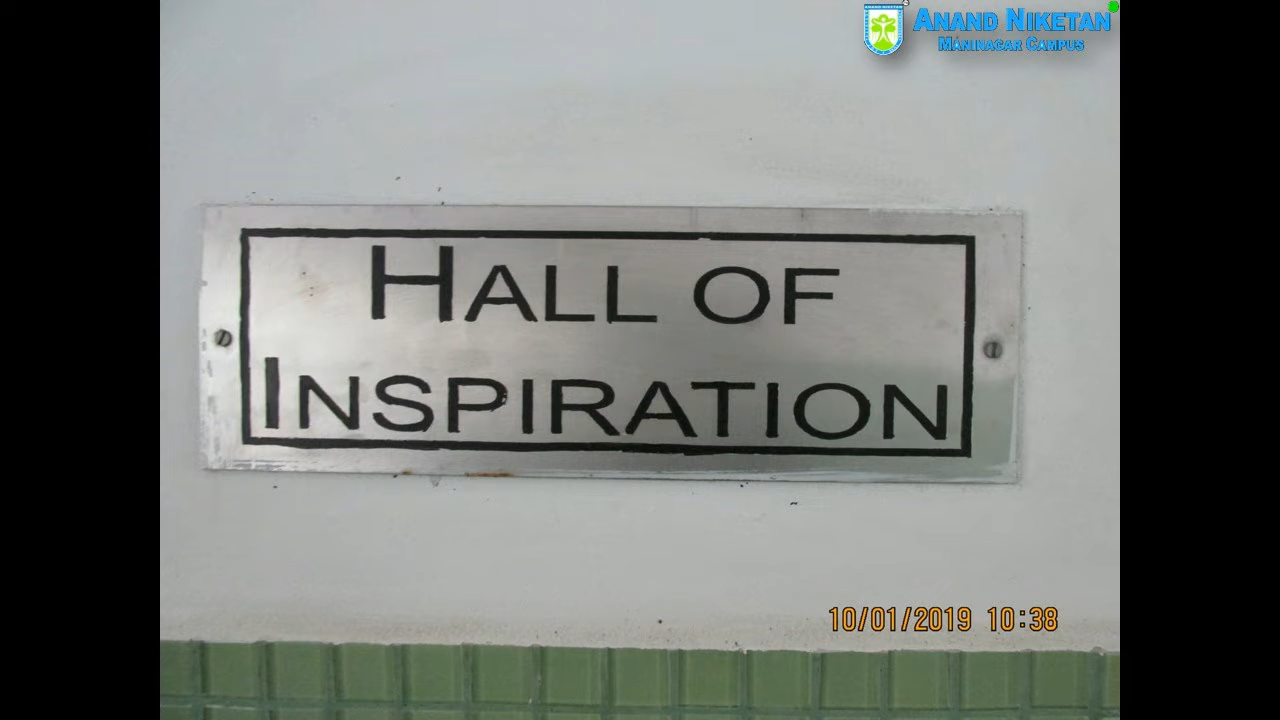 ANAND NIKETAN
MANINAGAR CAMPUS
HALL OF
INSPIRATION
10/01/2019 10:38